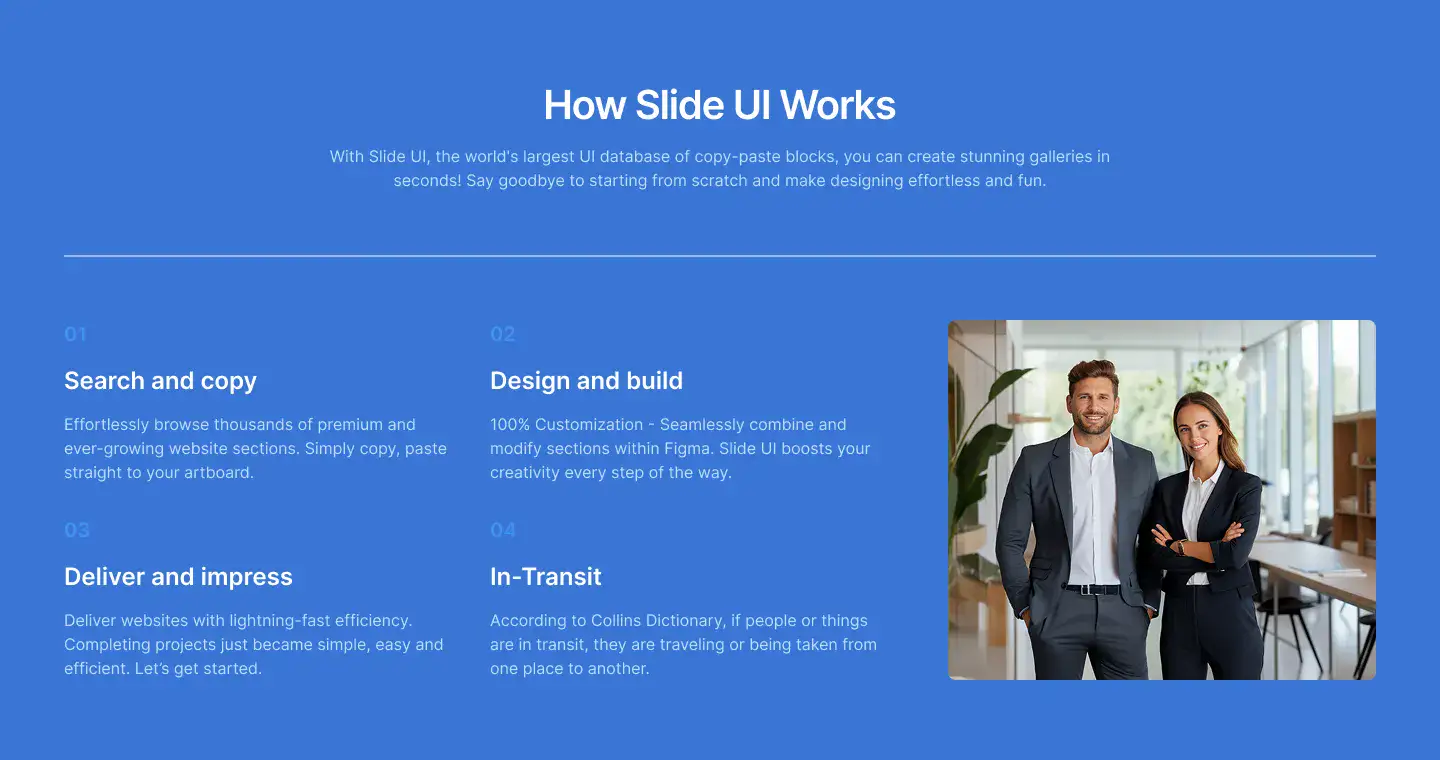 How Slide UI Works
With Slide UI, the world's largest UI database of copy-paste blocks, you can create stunning galleries in
seconds! Say goodbye to starting from scratch and make designing effortless and fun.
01
Search and copy
Effortlessly browse thousands of premium and
ever-growing website sections. Simply copy, paste
straight to your artboard.
02
Design and build
100% Customization - Seamlessly combine and
modify sections within Figma. Slide UI boosts your
creativity every step of the way.
03
Deliver and impress
Deliver websites with lightning-fast efficiency.
Completing projects just became simple, easy and
efficient. Let’s get started.
04
In-Transit
According to Collins Dictionary, if people or things
are in transit, they are traveling or being taken from
one place to another.